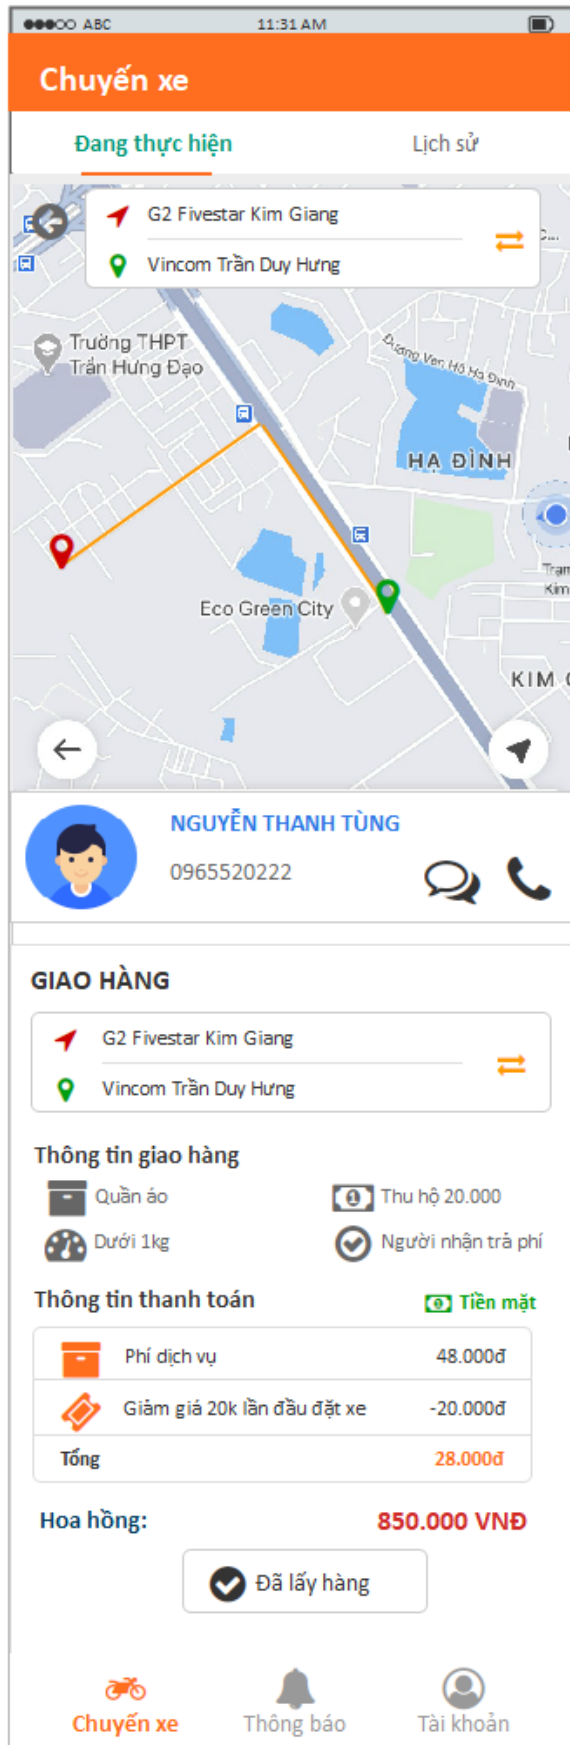 ABC 11:31 AM
Chuyến xe
Đang thực hiện Lịch sử
G2 Fivestar Kim Giang
Vincom Trần Duy Hưng
Trường THPT
Trần Hưng Đạo
Đương Ven Hồ Hạ Đình
HẠ ĐÌNH
Trạm
Kim
Eco Green City
KIM
NGUYỄN THANH TÙNG
0965520222
GIAO HÀNG
G2 Fivestar Kim Giang
Vincom Trần Duy Hưng
Thông tin giao hàng
Quần áo Thu hộ 20.000
Dưới 1kg Người nhận trả phí
Thông tin thanh toán Tiền mặt
Phí dịch vụ 48.000đ
Giảm giá 20k lần đầu đặt xe -20.000đ
Tổng 28.000đ
Hoa hồng: 850.000 VNĐ
Đã lấy hàng
Chuyến xe Thông báo Tài khoản